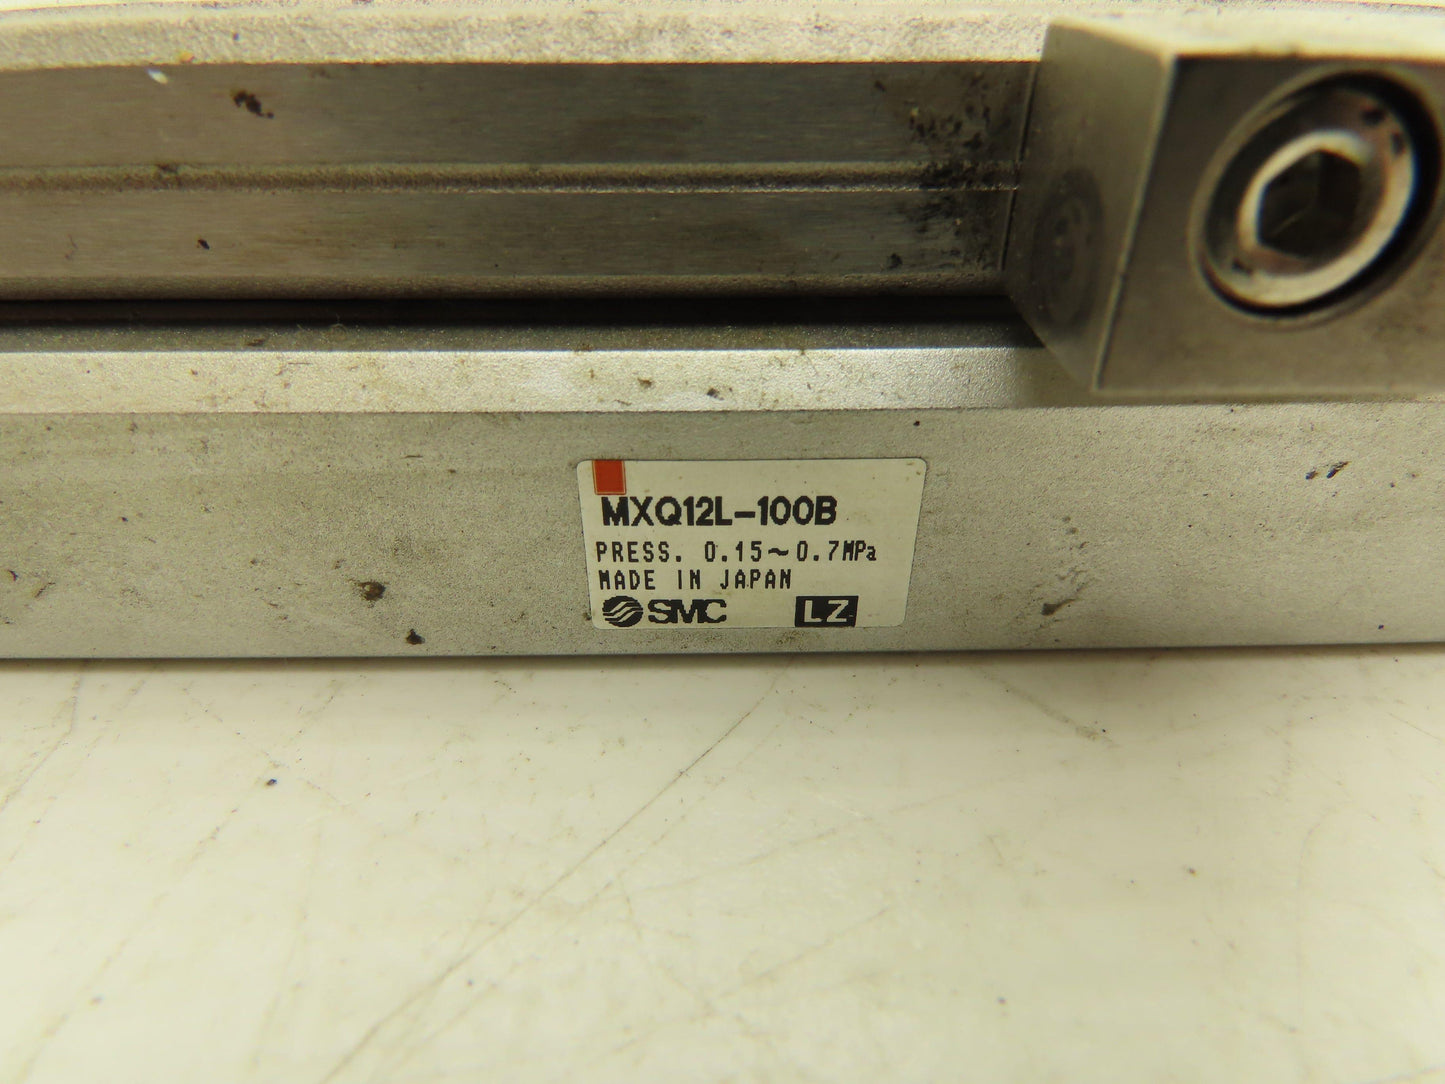 MXQ12L-100B
PRESS. 0.15~0.7MPa
MADE IN JAPAN
SMC LZ